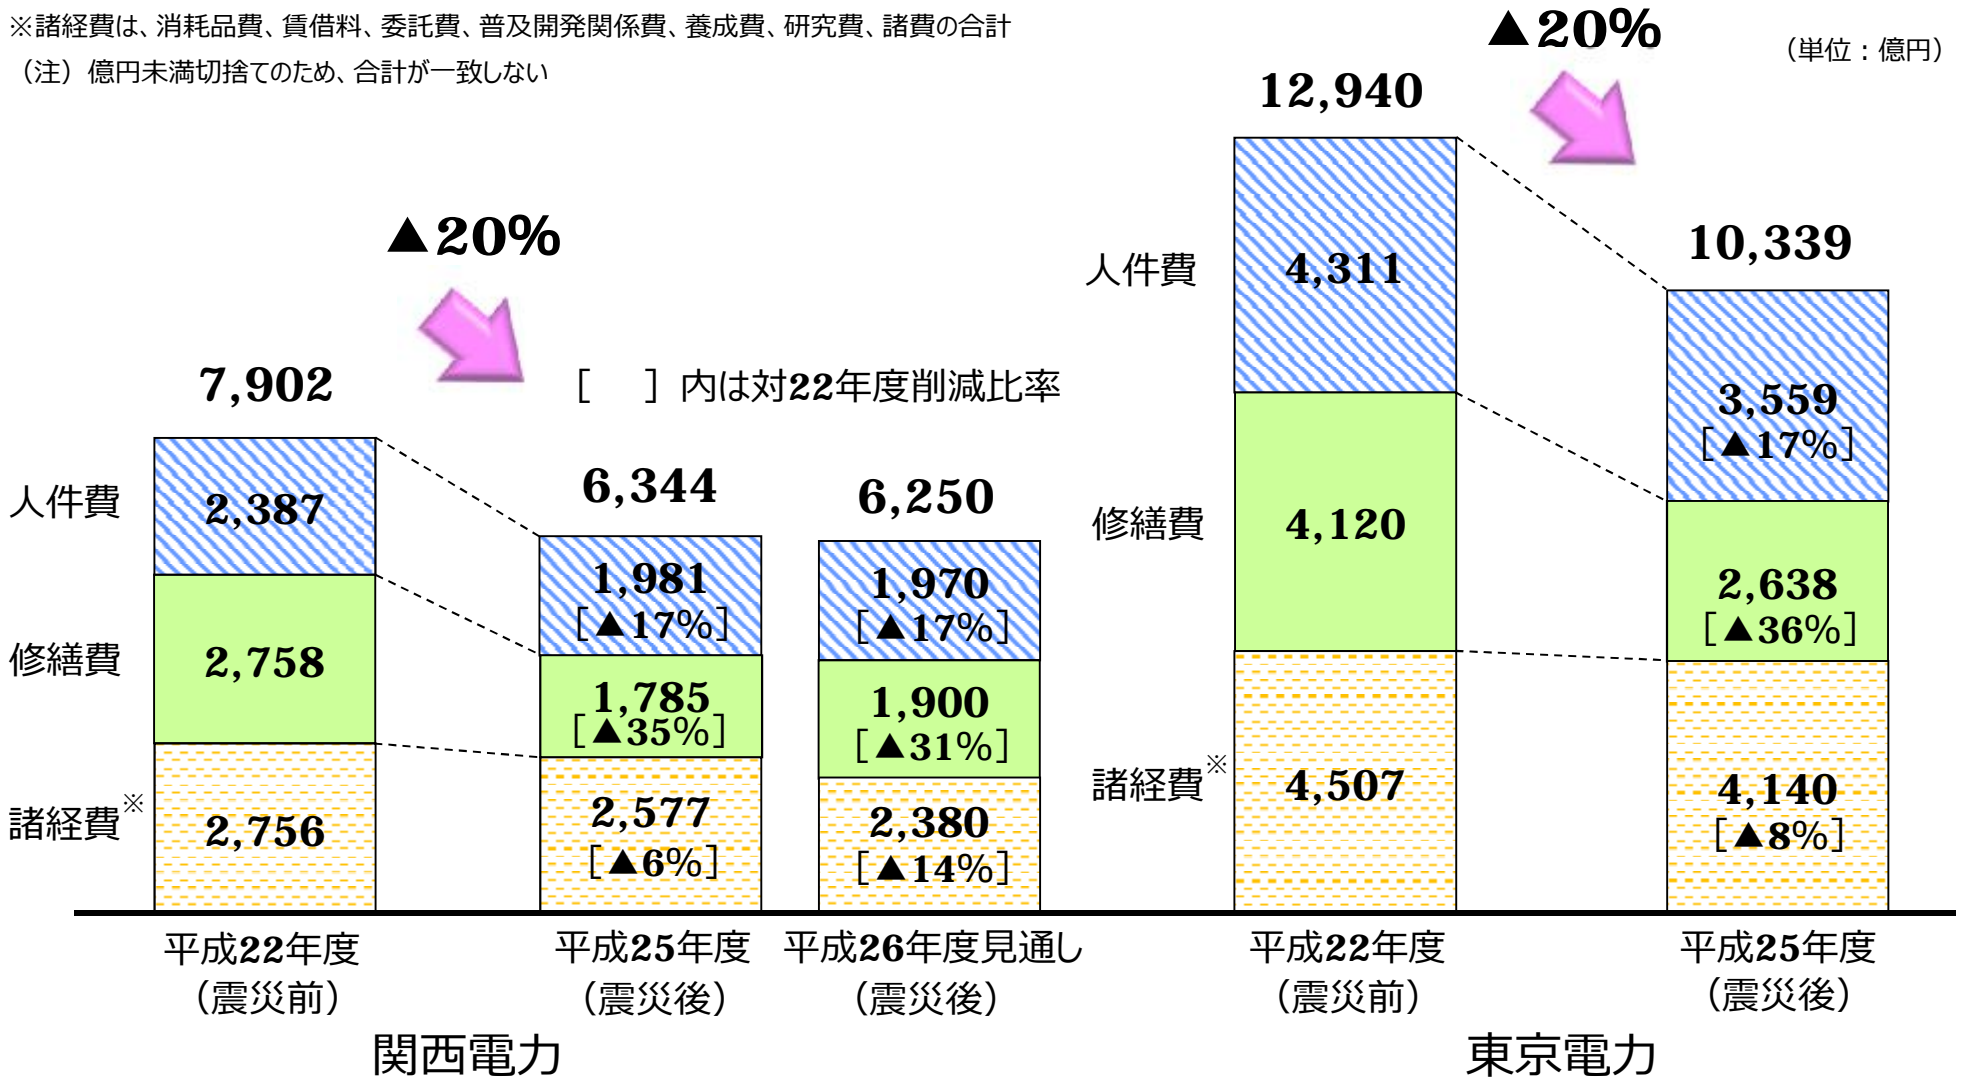 ※諸経費は、消耗品費、賃借料、委託費、普及開発関係費、養成費、研究費、諸費の合計
（注）億円未満切捨てのため、合計が一致しない
（単位：億円）
▲20%
7,902
［　］内は対22年度削減比率
6,344
6,250
人件費
2,387
1,981
［▲17%］
1,970
［▲17%］
修繕費
2,758
1,785
［▲35%］
1,900
［▲31%］
諸経費※
2,756
2,577
［▲6%］
2,380
［▲14%］
平成22年度
（震災前）
平成25年度
（震災後）
平成26年度見通し
（震災後）
関西電力
▲20%
12,940
10,339
人件費
4,311
3,559
［▲17%］
修繕費
4,120
2,638
［▲36%］
諸経費※
4,507
4,140
［▲8%］
平成22年度
（震災前）
平成25年度
（震災後）
東京電力